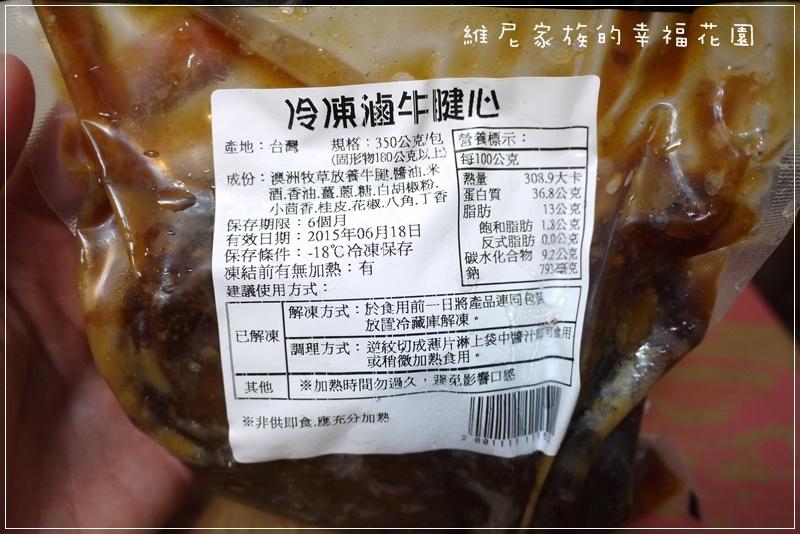 維尼家族的幸福花園
冷凍滷牛腱心
產地：台灣　規格：350公克/包
(固形物180公克以上)
成份：澳洲牧草放養牛腱.醬油.米
酒.香油.薑.蔥.糖.白胡椒粉.
小茴香.桂皮.花椒.八角.丁香
保存期限：6個月
有效日期：2015年06月18日
保存條件：-18℃冷凍保存
凍結前有無加熱：有
建議使用方式：
營養標示：
每100公克
熱量 308.9大卡
蛋白質 36.8公克
脂肪 13公克
飽和脂肪 1.8公克
反式脂肪 0.0公克
碳水化合物 9.2公克
鈉 793毫克
已解凍
解凍方式：於食用前一日將產品連同包裝
放置冷藏庫解凍。
調理方式：逆紋切成薄片淋上袋中醬汁即可食用
或稍微加熱食用。
其他
※加熱時間勿過久，避免影響口感
※非供即食.應充分加熱